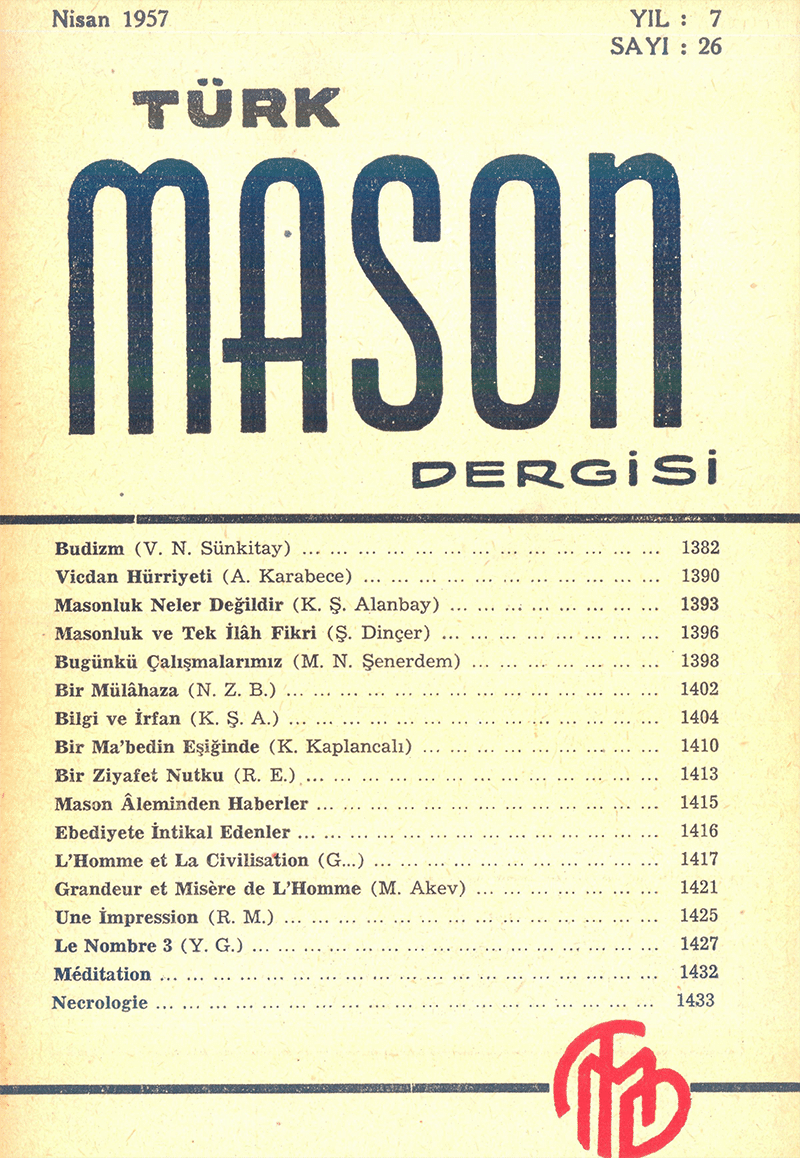 Nisan 1957
YIL : 7
SAYI : 26
TÜRK
MASON
DERGİSİ
Budizm (V. N. Sünkitay) ... ... ... ... ... ... ... ... ... ... ... ... ... 1382
Vicdan Hürriyeti (A. Karabece) ... ... ... ... ... ... ... ... ... ... ... 1390
Masonluk Neler Değildir (K. Ş. Alanbay) ... ... ... ... ... ... ... ... 1393
Masonluk ve Tek İlâh Fikri (Ş. Dinçer) ... ... ... ... ... ... ... ... 1396
Bugünkü Çalışmalarımız (M. N. Şenerdem) ... ... ... ... ... ... ... 1398
Bir Mülâhaza (N. Z. B.) ... ... ... ... ... ... ... ... ... ... ... ... ... ... 1402
Bilgi ve İrfan (K. Ş. A.) ... ... ... ... ... ... ... ... ... ... ... ... ... ... 1404
Bir Ma'bedin Eşiğinde (K. Kaplancalı) ... ... ... ... ... ... ... ... ... 1410
Bir Ziyafet Nutku (R. E.) ... ... ... ... ... ... ... ... ... ... ... ... ... 1413
Mason Âleminden Haberler ... ... ... ... ... ... ... ... ... ... ... ... ... 1415
Ebediyete İntikal Edenler ... ... ... ... ... ... ... ... ... ... ... ... ... 1416
L'Homme et La Civilisation (G...) ... ... ... ... ... ... ... ... ... ... ... 1417
Grandeur et Misère de L'Homme (M. Akev) ... ... ... ... ... ... ... 1421
Une İmpression (R. M.) ... ... ... ... ... ... ... ... ... ... ... ... ... ... 1425
Le Nombre 3 (Y. G.) ... ... ... ... ... ... ... ... ... ... ... ... ... ... ... 1427
Méditation ... ... ... ... ... ... ... ... ... ... ... ... ... ... ... ... ... ... 1432
Necrologie ... ... ... ... ... ... ... ... ... ... ... ... ... ... ... ... ... ... 1433
TMD